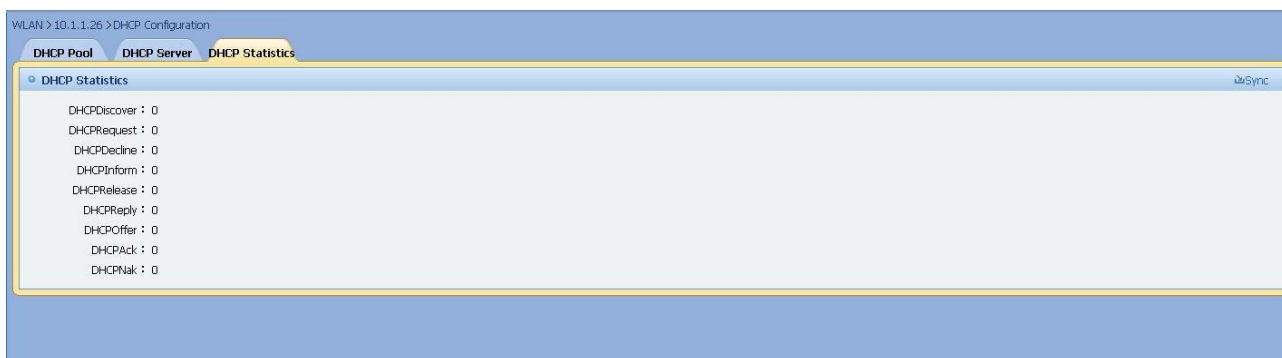 WLAN > 10.1.1.26 > DHCP Configuration
DHCP Pool DHCP Server DHCP Statistics
DHCP Statistics Sync
DHCPDiscover : 0
DHCPRequest : 0
DHCPDecline : 0
DHCPInform : 0
DHCPRelease : 0
DHCPReply : 0
DHCPOffer : 0
DHCPAck : 0
DHCPNak : 0